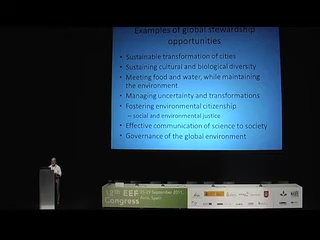 Examples of global stewardship
opportunities
• Sustainable transformation of cities
• Sustaining cultural and biological diversity
• Meeting food and water, while maintaining
the environment
• Managing uncertainty and transformations
• Fostering environmental citizenship
– social and environmental justice
• Effective communication of science to society
• Governance of the global environment
12th EEF
Congress
Avila, Spain